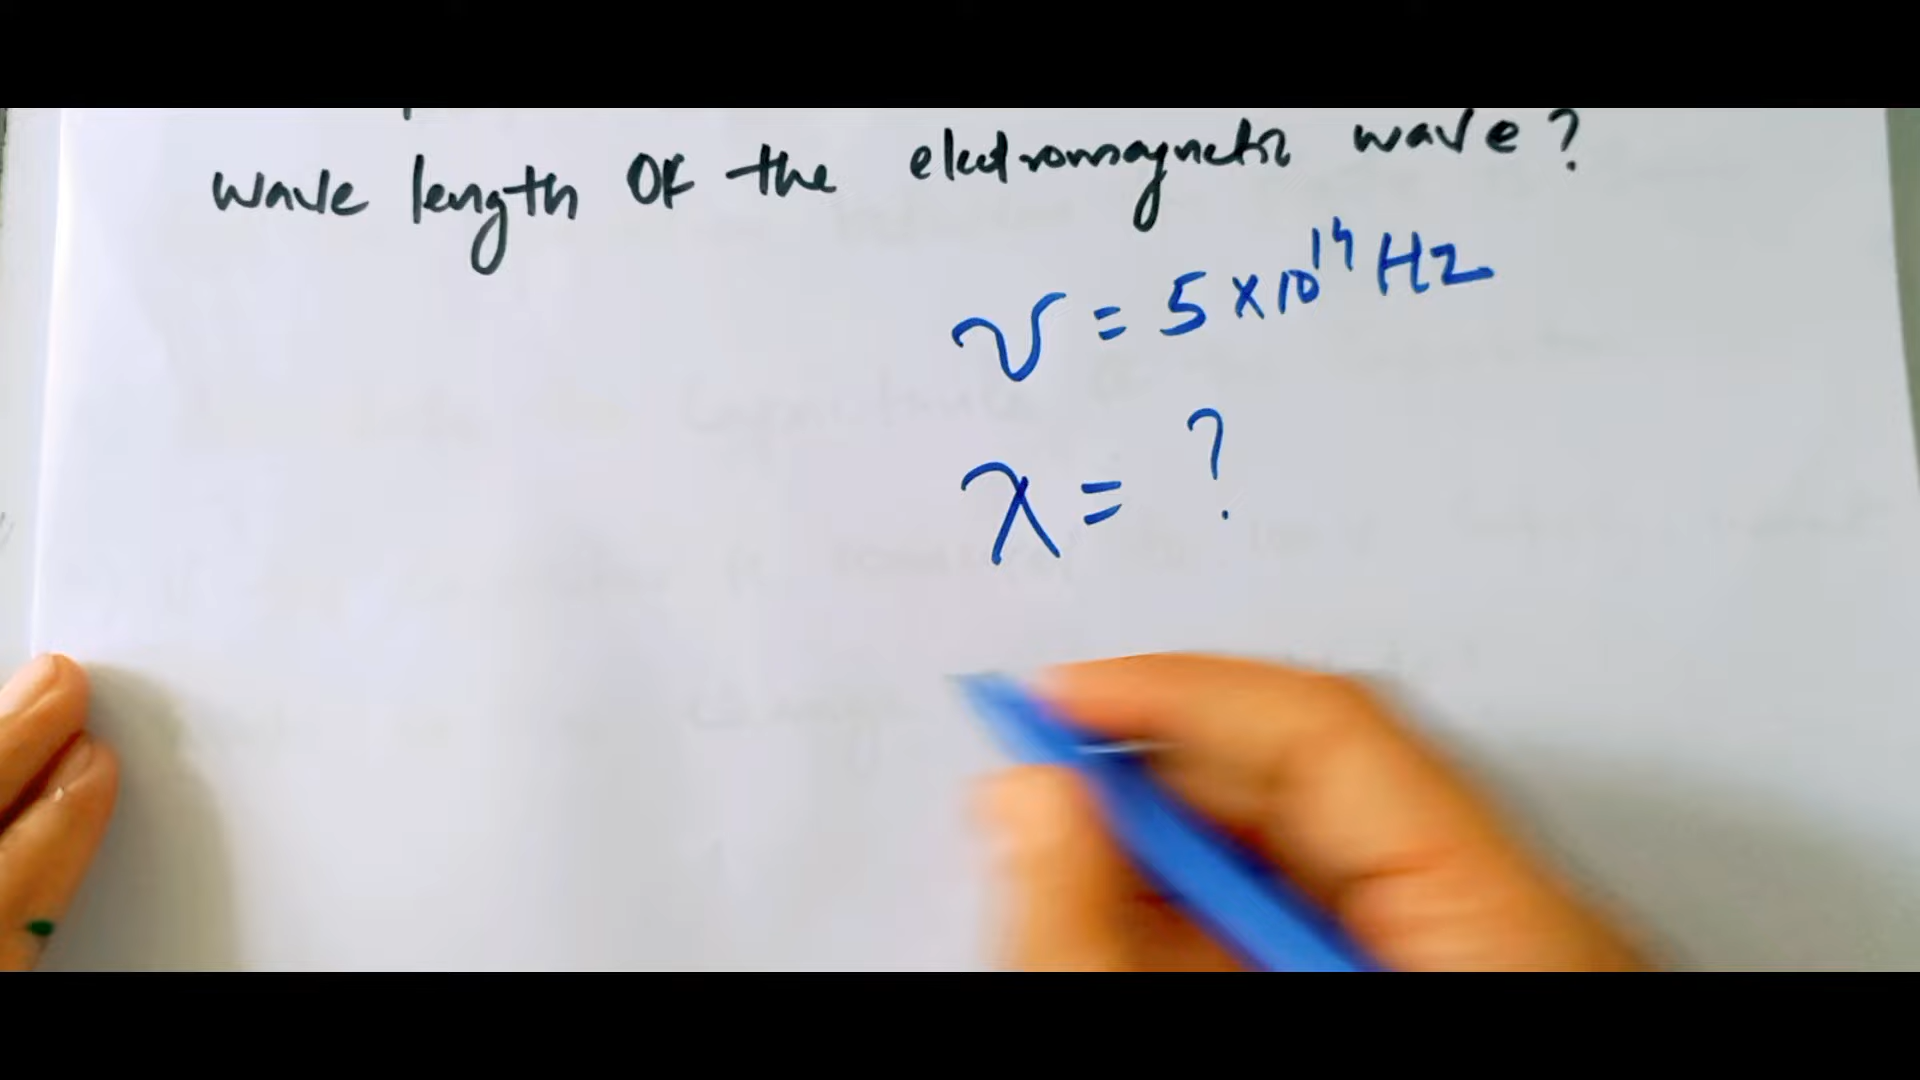 wave length of the electromagnetic wave?
ν = 5 × 10¹⁴ Hz
λ = ?